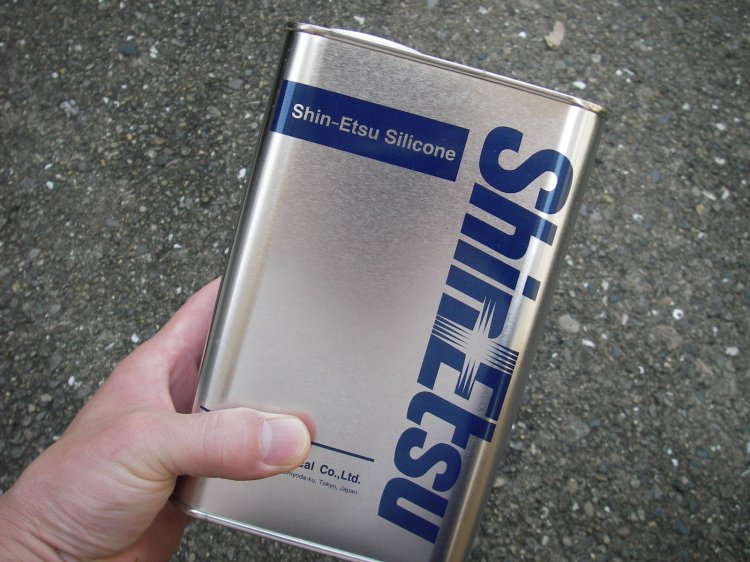 Shin-Etsu Silicone
ShinEtsu
Co.,Ltd.
Tokyo, Japan